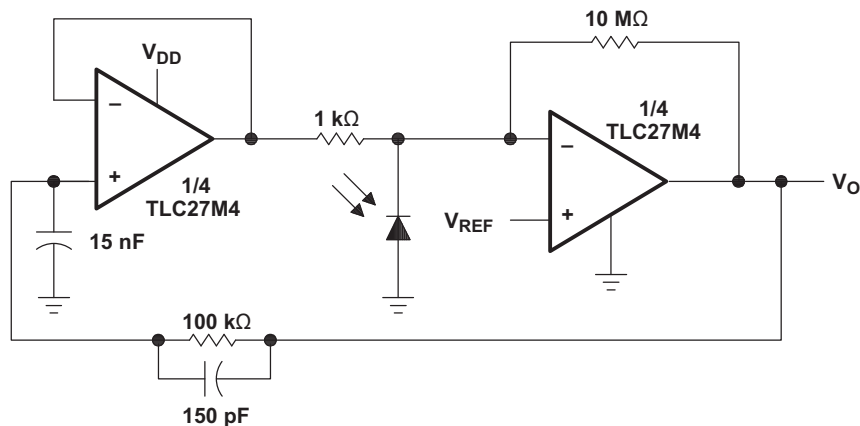 10 MΩ
V_DD
1/4
TLC27M4
1 kΩ
1/4
TLC27M4
V_O
V_REF
15 nF
100 kΩ
150 pF